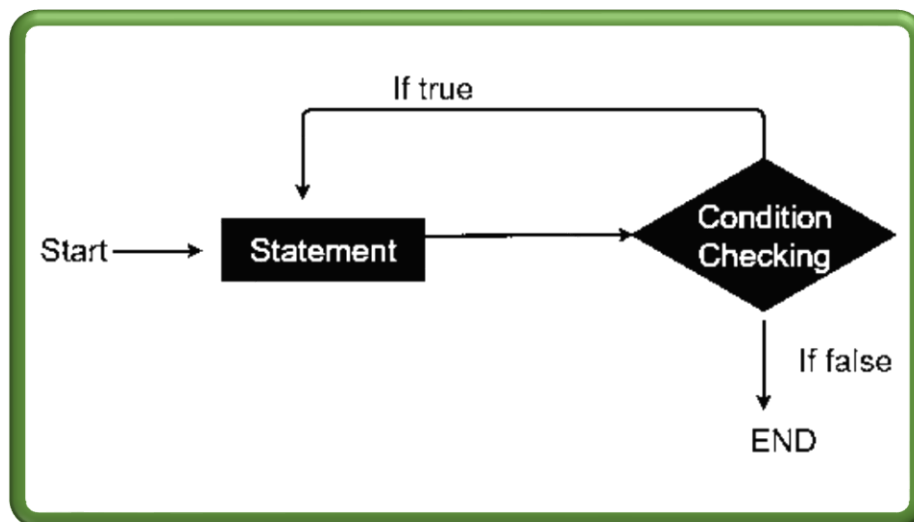 If true
Start
Statement
Condition
Checking
If false
END